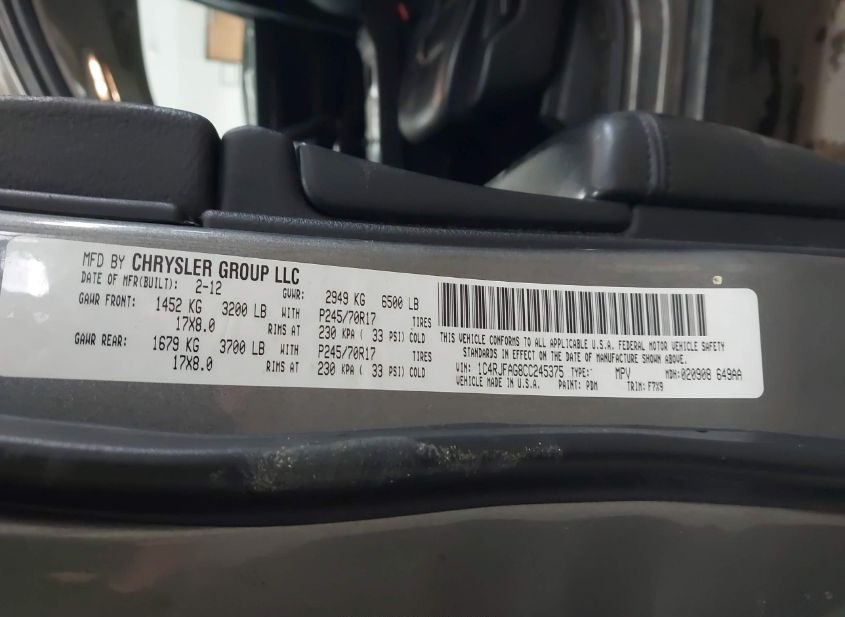 MFD BY CHRYSLER GROUP LLC
DATE OF MFR(BUILT): 2-12 GVWR: 2949 KG 6500 LB
GAWR FRONT: 1452 KG 3200 LB WITH P245/70R17 TIRES
17X8.0 RIMS AT 230 KPA ( 33 PSI) COLD
GAWR REAR: 1679 KG 3700 LB WITH P245/70R17 TIRES
17X8.0 RIMS AT 230 KPA ( 33 PSI) COLD
THIS VEHICLE CONFORMS TO ALL APPLICABLE U.S.A. FEDERAL MOTOR VEHICLE SAFETY
STANDARDS IN EFFECT ON THE DATE OF MANUFACTURE SHOWN ABOVE.
VIN: 1C4RJFAG8CC245375 TYPE: MPV MDH:020908 649AA
VEHICLE MADE IN U.S.A. PAINT: PDM TRIM: F7X9